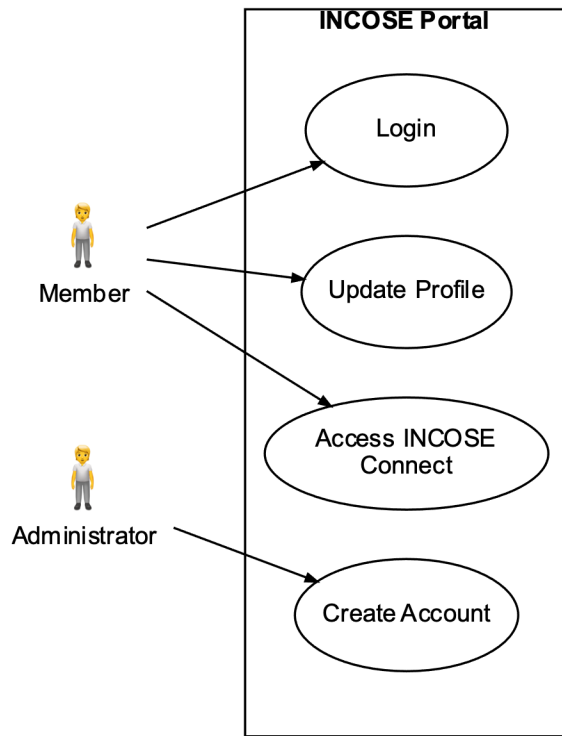 INCOSE Portal
Login
Member
Update Profile
Access INCOSE
Connect
Administrator
Create Account